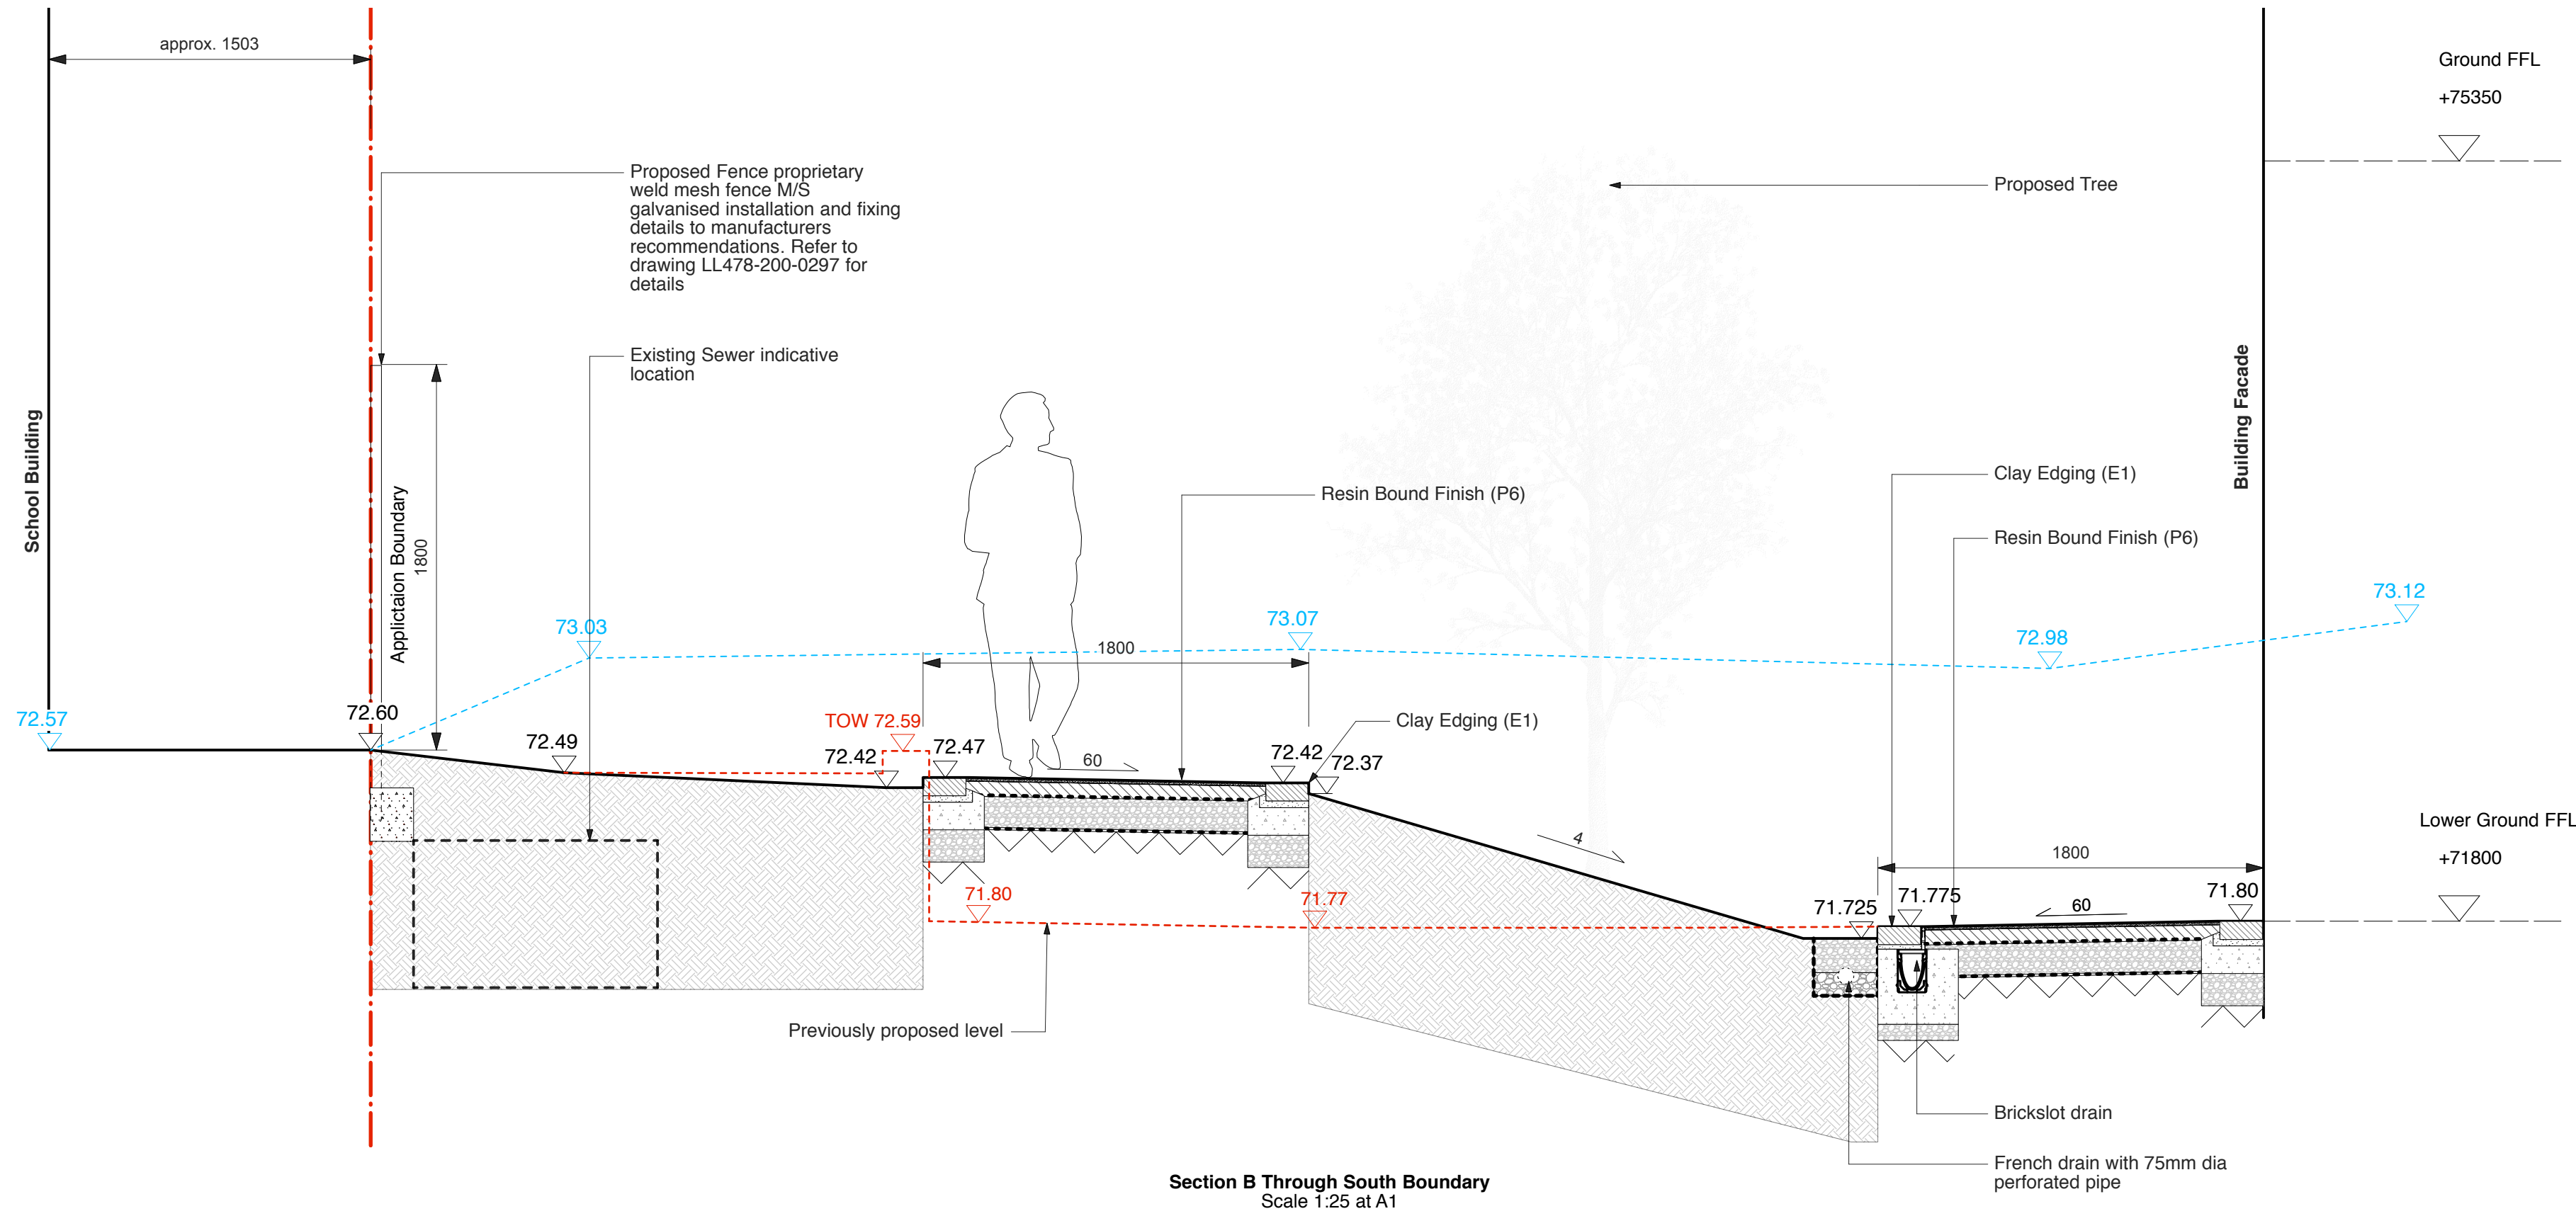 approx. 1503
Ground FFL
+75350
Proposed Fence proprietary
weld mesh fence M/S
galvanised installation and fixing
details to manufacturers
recommendations. Refer to
drawing LL478-200-0297 for
details
Proposed Tree
Existing Sewer indicative
location
School Building
Applictaion Boundary
1800
Building Facade
Resin Bound Finish (P6)
Clay Edging (E1)
Resin Bound Finish (P6)
73.03
73.07
1800
72.98
73.12
72.57
72.60
TOW 72.59
Clay Edging (E1)
72.49
72.42
72.47
60
72.42
72.37
4
Lower Ground FFL
+71800
1800
71.80
71.77
71.725
71.775
60
71.80
Previously proposed level
Brickslot drain
French drain with 75mm dia
perforated pipe
Section B Through South Boundary
Scale 1:25 at A1